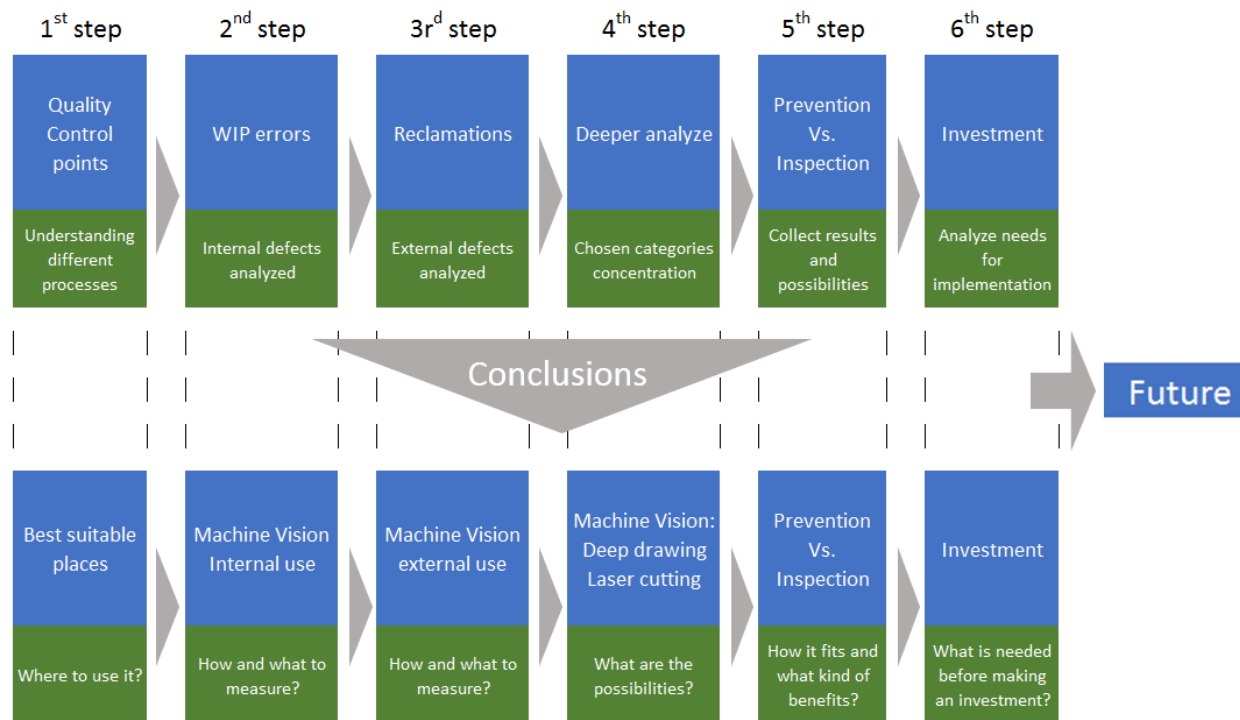 1st step
2nd step
3rd step
4th step
5th step
6th step
Quality
Control
points
WIP errors
Reclamations
Deeper analyze
Prevention
Vs.
Inspection
Investment
Understanding
different
processes
Internal defects
analyzed
External defects
analyzed
Chosen categories
concentration
Collect results
and
possibilities
Analyze needs
for
implementation
Conclusions
Future
Best suitable
places
Machine Vision
Internal use
Machine Vision
external use
Machine Vision:
Deep drawing
Laser cutting
Prevention
Vs.
Inspection
Investment
Where to use it?
How and what to
measure?
How and what to
measure?
What are the
possibilities?
How it fits and
what kind of
benefits?
What is needed
before making
an investment?